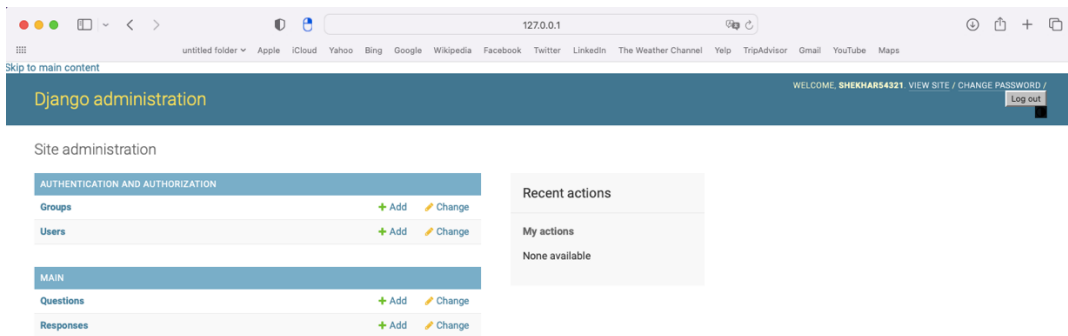 127.0.0.1
untitled folder Apple iCloud Yahoo Bing Google Wikipedia Facebook Twitter LinkedIn The Weather Channel Yelp TripAdvisor Gmail YouTube Maps
Skip to main content
Django administration
WELCOME, SHEKHAR54321. VIEW SITE / CHANGE PASSWORD /
Log out
Site administration
AUTHENTICATION AND AUTHORIZATION
Groups + Add Change
Users + Add Change
MAIN
Questions + Add Change
Responses + Add Change
Recent actions
My actions
None available